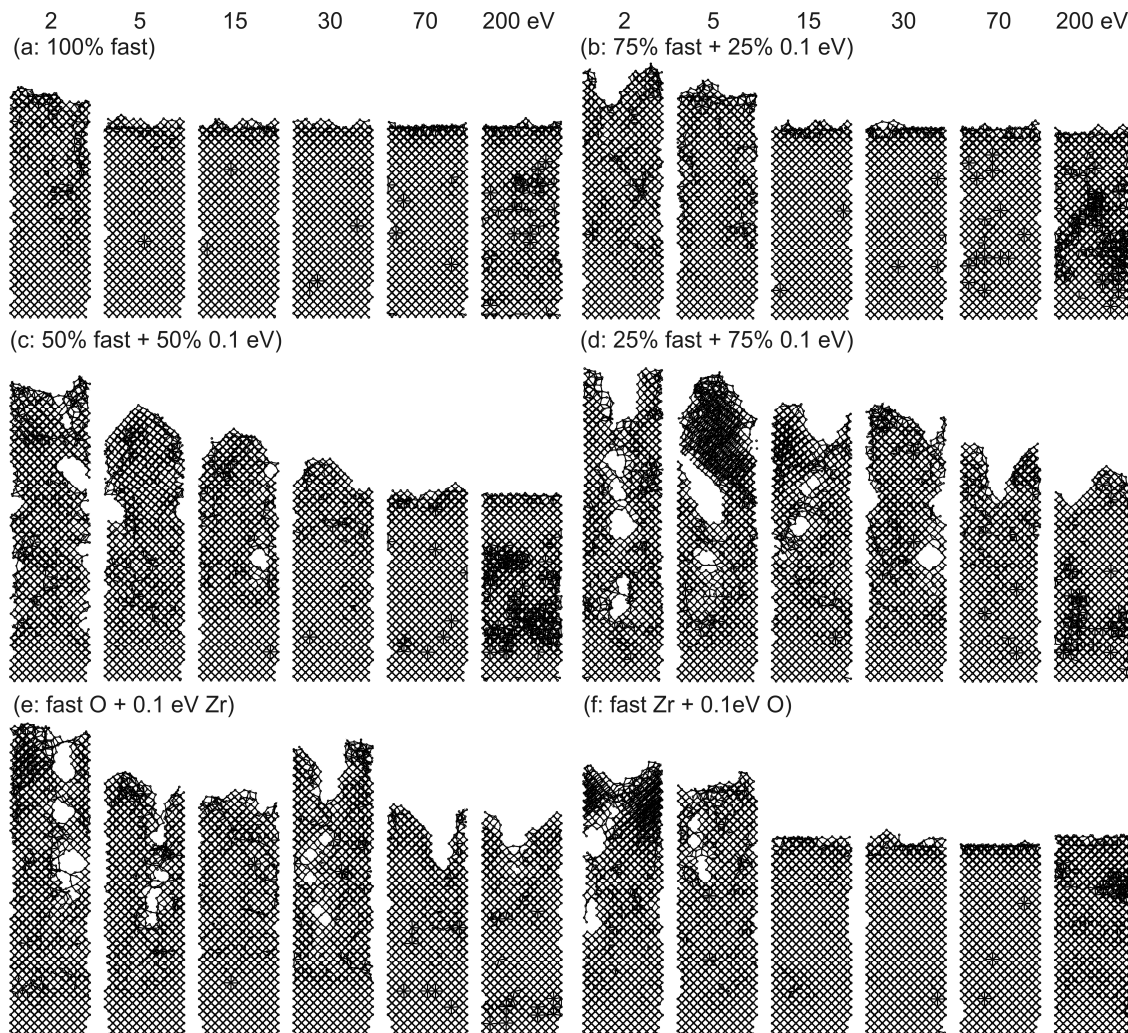 2 5 15 30 70 200 eV 2 5 15 30 70 200 eV
(a: 100% fast) (b: 75% fast + 25% 0.1 eV)
(c: 50% fast + 50% 0.1 eV) (d: 25% fast + 75% 0.1 eV)
(e: fast O + 0.1 eV Zr) (f: fast Zr + 0.1eV O)